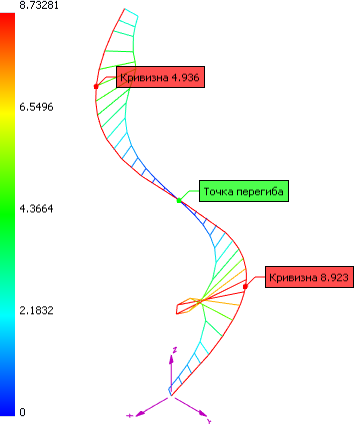 8.73281
Кривизна 4.936
6.5496
Точка перегиба
4.3664
Кривизна 8.923
2.1832
0
Z
X
Y